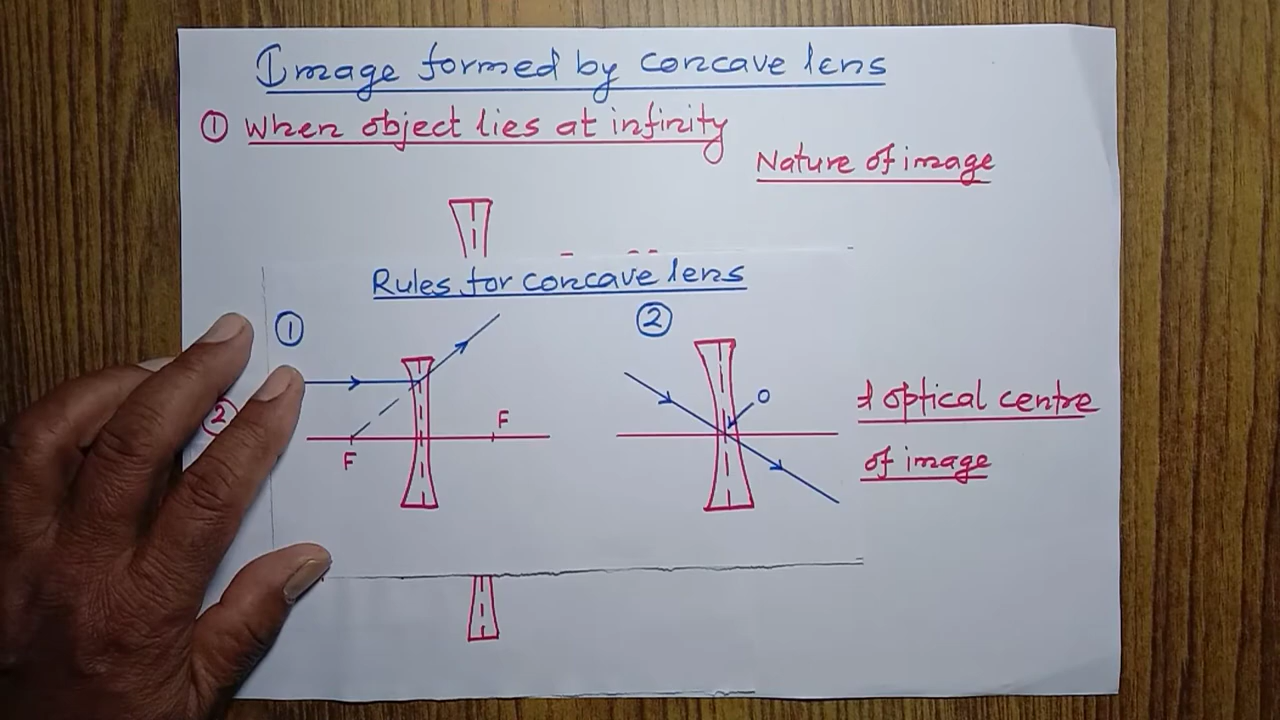 Image formed by concave lens
① When object lies at infinity
Nature of image
Rules for concave lens
①
②
F
F
O
②
optical centre
of image